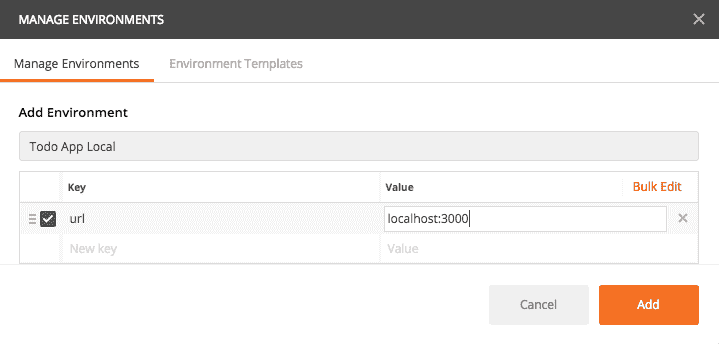 MANAGE ENVIRONMENTS
Manage Environments Environment Templates
Add Environment
Todo App Local
Key Value Bulk Edit
url localhost:3000
New key Value
Cancel Add